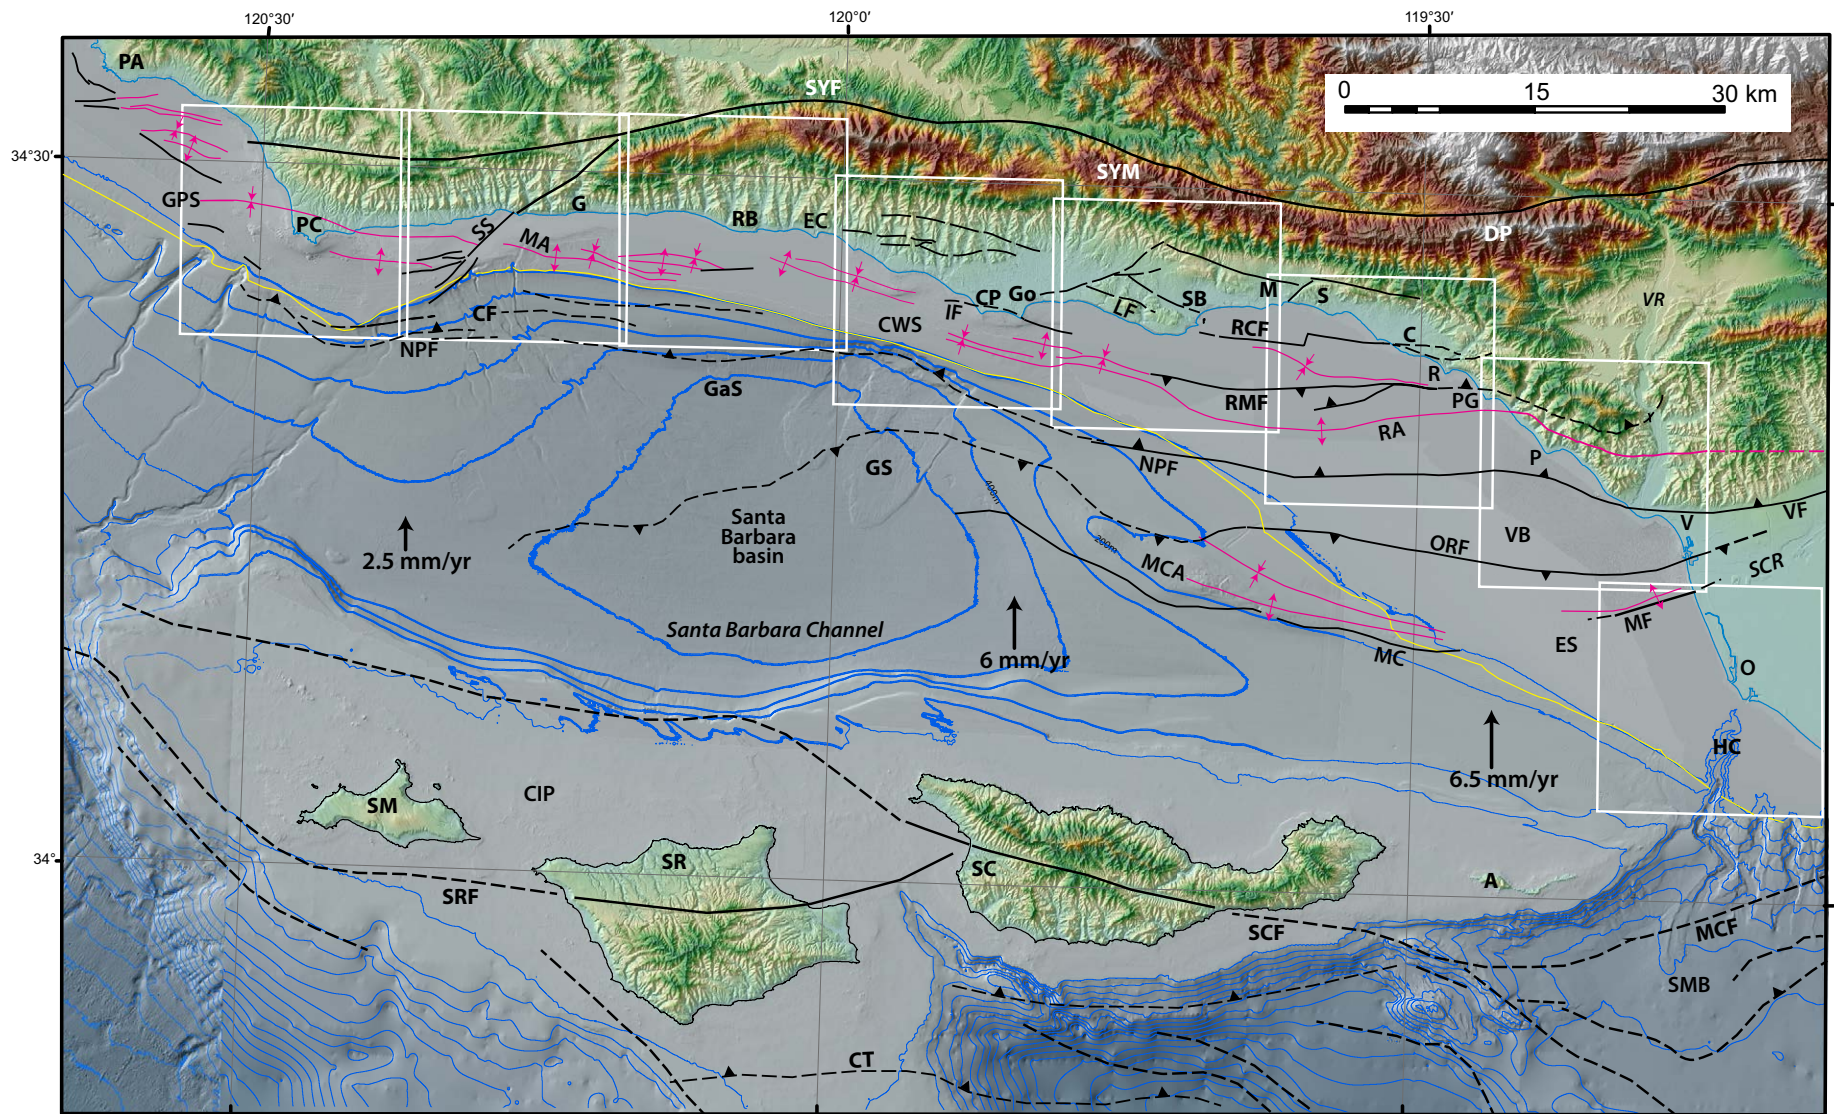 120°30′
120°0′
119°30′
PA
SYF
0
15
30 km
34°30′
SYM
GPS
PC
SS
G
MA
RB
EC
DP
VR
CF
NPF
CWS
IF
CP
Go
LF
SB
M
S
RCF
C
R
PG
RMF
RA
GaS
GS
NPF
P
400m
Santa
Barbara
basin
2.5 mm/yr
200m
MCA
ORF
VB
V
VF
SCR
Santa Barbara Channel
6 mm/yr
MC
ES
MF
O
HC
6.5 mm/yr
SM
CIP
34°
SR
SRF
SC
A
SCF
MCF
SMB
CT